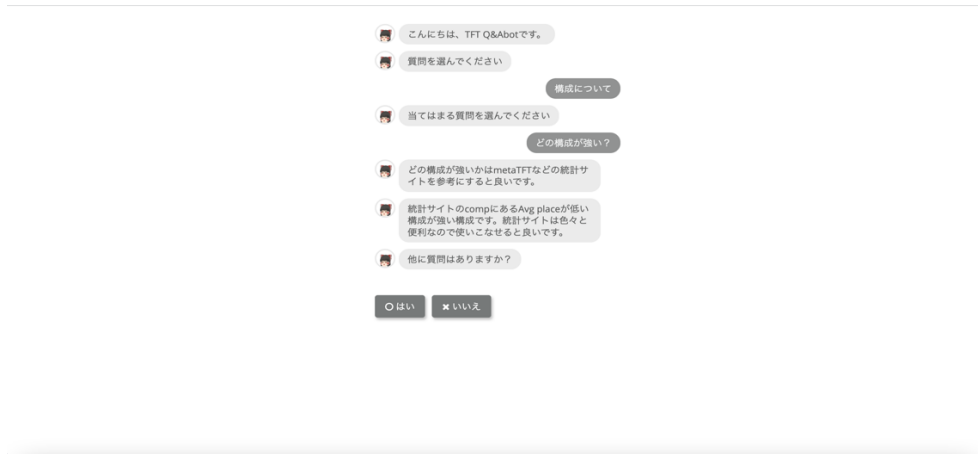 こんにちは、TFT Q&Abotです。
質問を選んでください
構成について
当てはまる質問を選んでください
どの構成が強い？
どの構成が強いかはmetaTFTなどの統計サ
イトを参考にすると良いです。
統計サイトのcompにあるAvg placeが低い
構成が強い構成です。統計サイトは色々と
便利なので使いこなせると良いです。
他に質問はありますか？
はい
いいえ